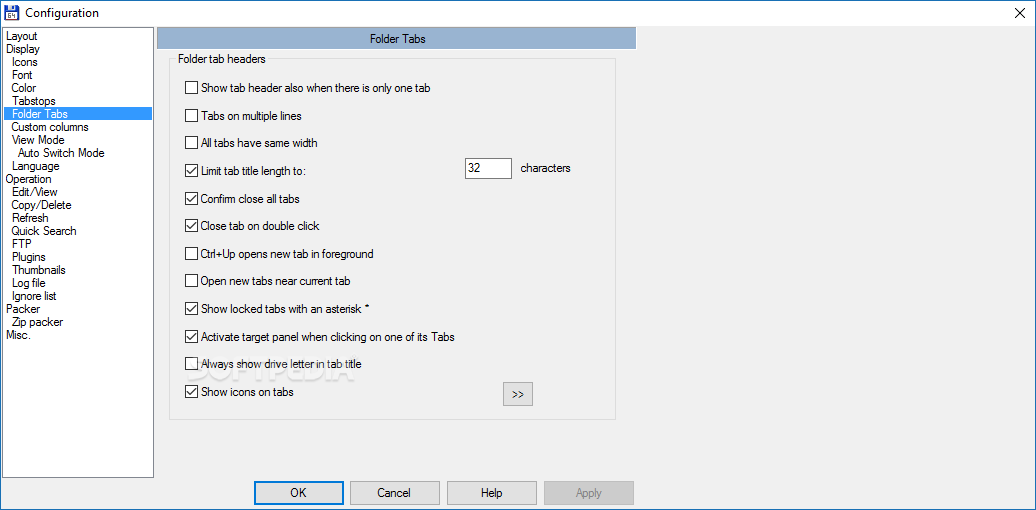 Configuration
Layout
Display
Icons
Font
Color
Tabstops
Folder Tabs
Custom columns
View Mode
Auto Switch Mode
Language
Operation
Edit/View
Copy/Delete
Refresh
Quick Search
FTP
Plugins
Thumbnails
Log file
Ignore list
Packer
Zip packer
Misc.
Folder Tabs
Folder tab headers
Show tab header also when there is only one tab
Tabs on multiple lines
All tabs have same width
Limit tab title length to: 32 characters
Confirm close all tabs
Close tab on double click
Ctrl+Up opens new tab in foreground
Open new tabs near current tab
Show locked tabs with an asterisk *
Activate target panel when clicking on one of its Tabs
Always show drive letter in tab title
SOFTPEDIA
Show icons on tabs >>
OK Cancel Help Apply
64